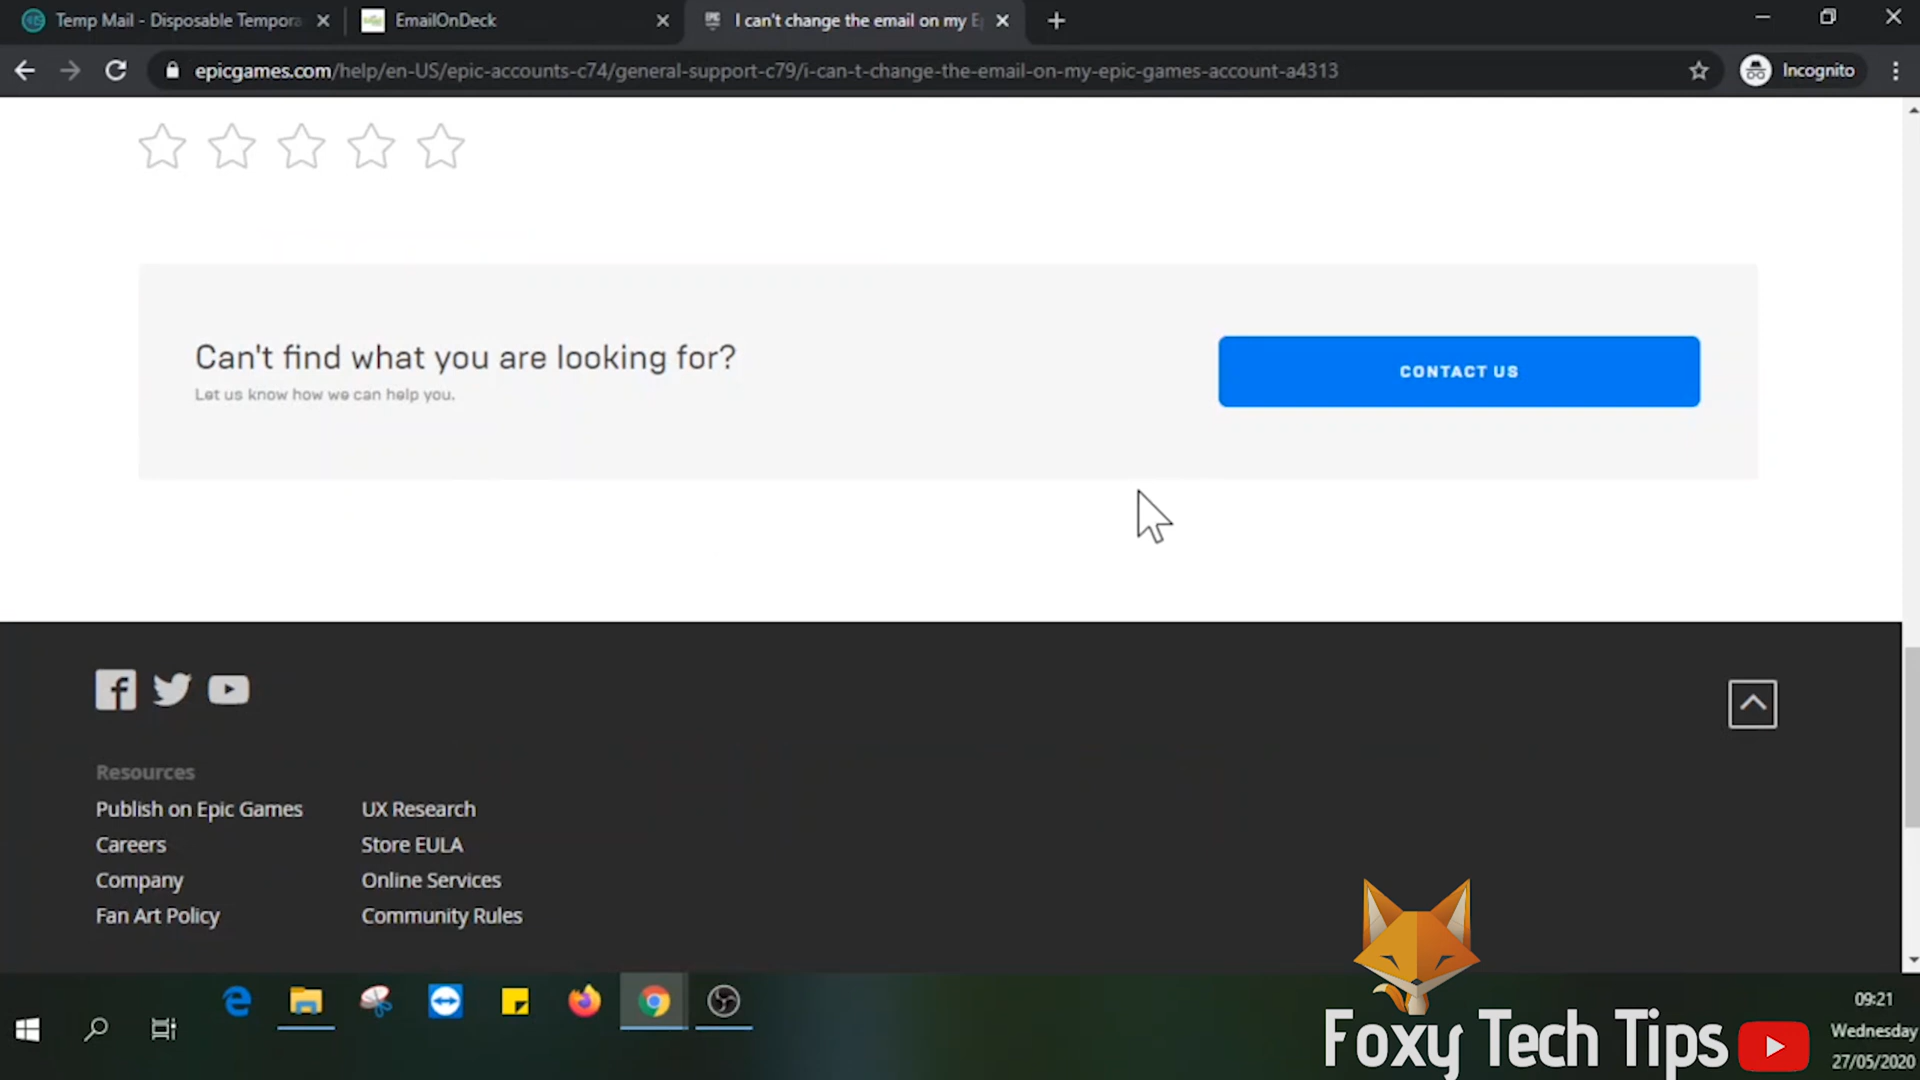 Temp Mail - Disposable Tempora
EmailOnDeck
I can't change the email on my E
epicgames.com/help/en-US/epic-accounts-c74/general-support-c79/i-can-t-change-the-email-on-my-epic-games-account-a4313
Incognito
Can't find what you are looking for?
Let us know how we can help you.
CONTACT US
Resources
Publish on Epic Games
UX Research
Careers
Store EULA
Company
Online Services
Fan Art Policy
Community Rules
09:21
Wednesday
27/05/2020
Foxy Tech Tips